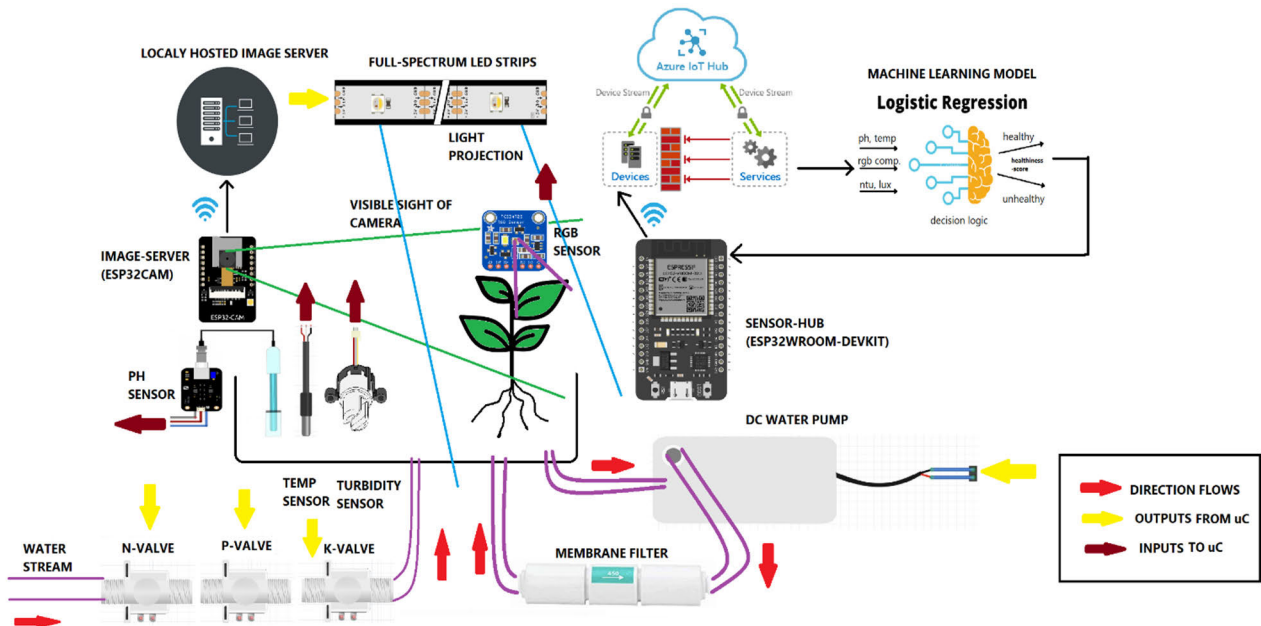 LOCALY HOSTED IMAGE SERVER
FULL-SPECTRUM LED STRIPS
LIGHT
PROJECTION
Azure IoT Hub
Device Stream
Device Stream
Devices
Services
MACHINE LEARNING MODEL
Logistic Regression
ph, temp
rgb comp.
ntu, lux
healthy
healthiness
-score
unhealthy
decision logic
VISIBLE SIGHT OF
CAMERA
RGB
SENSOR
IMAGE-SERVER
(ESP32CAM)
ESP32-CAM
ESPRESSIF
SENSOR-HUB
(ESP32WROOM-DEVKIT)
PH
SENSOR
DC WATER PUMP
TEMP
SENSOR
TURBIDITY
SENSOR
WATER
STREAM
N-VALVE
P-VALVE
K-VALVE
MEMBRANE FILTER
DIRECTION FLOWS
OUTPUTS FROM uC
INPUTS TO uC